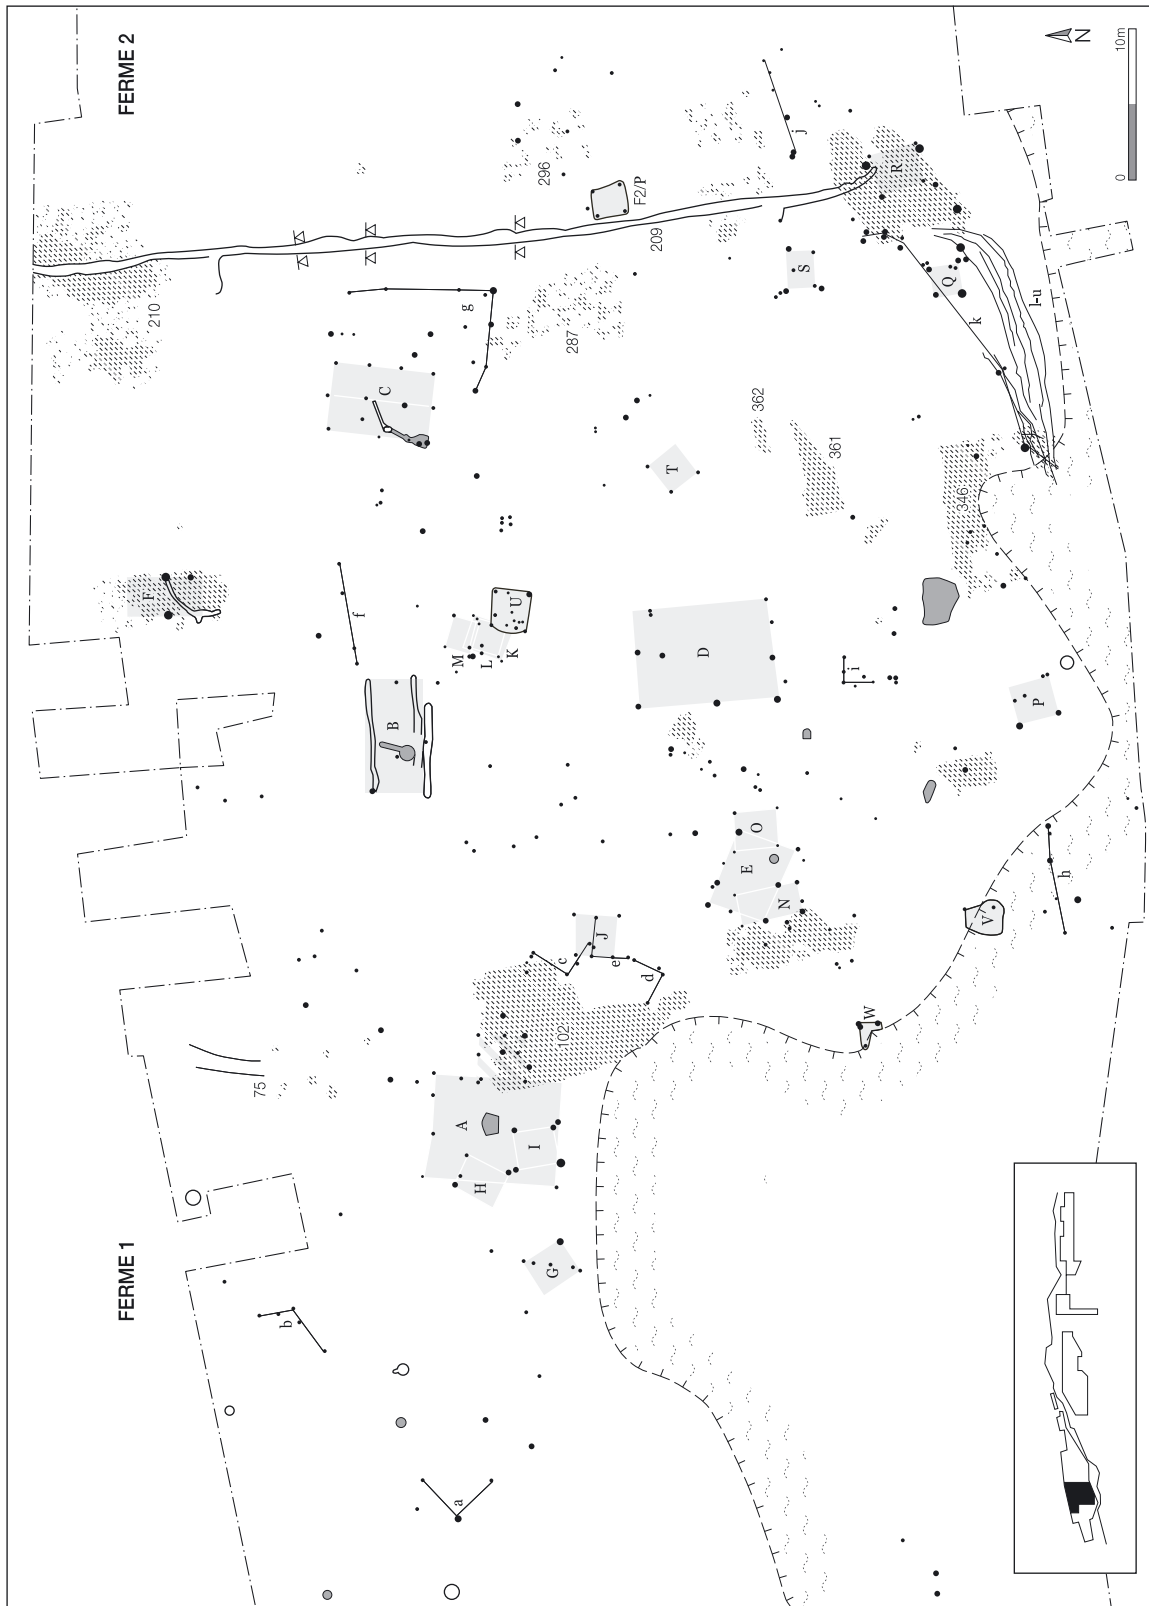 FERME 1
FERME 2
N
0
10m
75
102
210
209
296
287
362
361
346
F2/P
A
B
C
D
E
F
G
H
I
J
K
L
M
N
O
P
Q
R
S
T
U
V
W
a
b
c
d
e
f
g
h
i
j
k
l-u